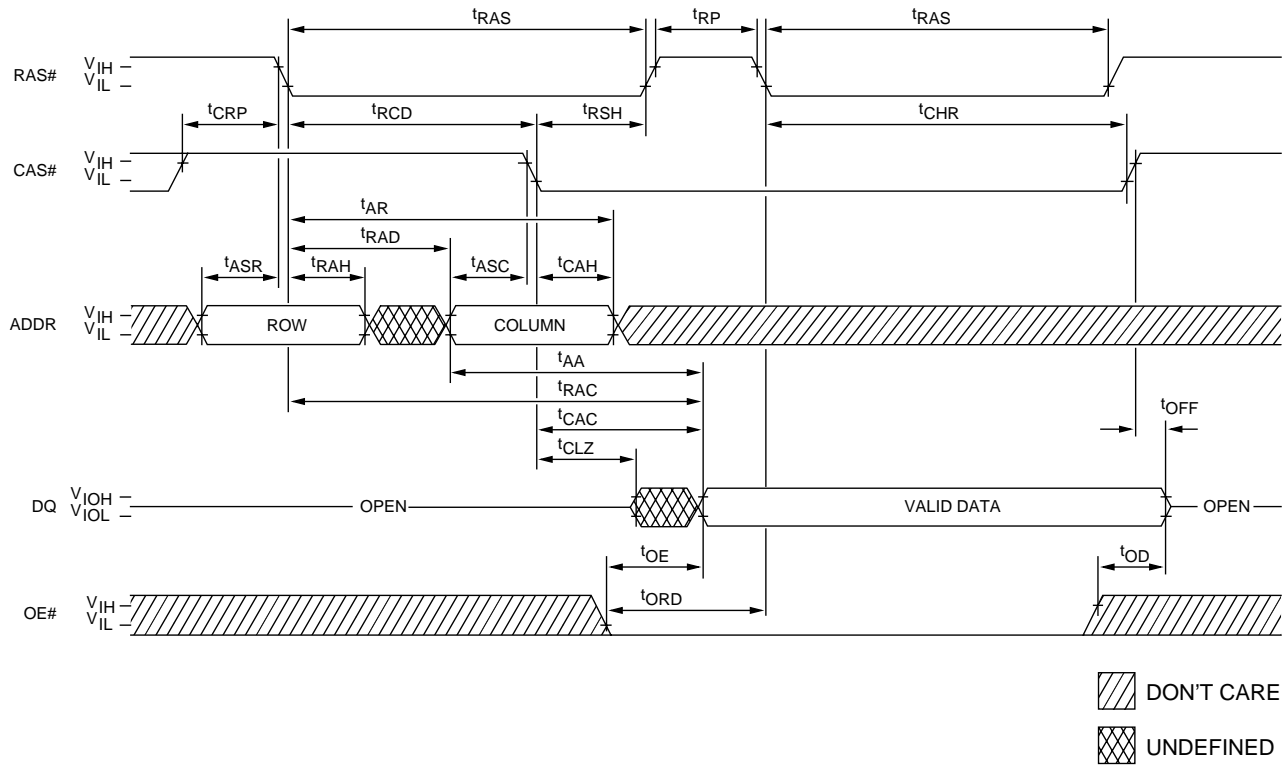 tRAS tRP tRAS
RAS# VIH
VIL
tCRP tRCD tRSH tCHR
CAS# VIH
VIL
tAR
tRAD
tASR tRAH tASC tCAH
ADDR VIH
VIL
ROW COLUMN
tAA
tRAC
tCAC tOFF
tCLZ
DQ VIOH
VIOL
OPEN VALID DATA OPEN
tOE tOD
tORD
OE# VIH
VIL
DON'T CARE
UNDEFINED